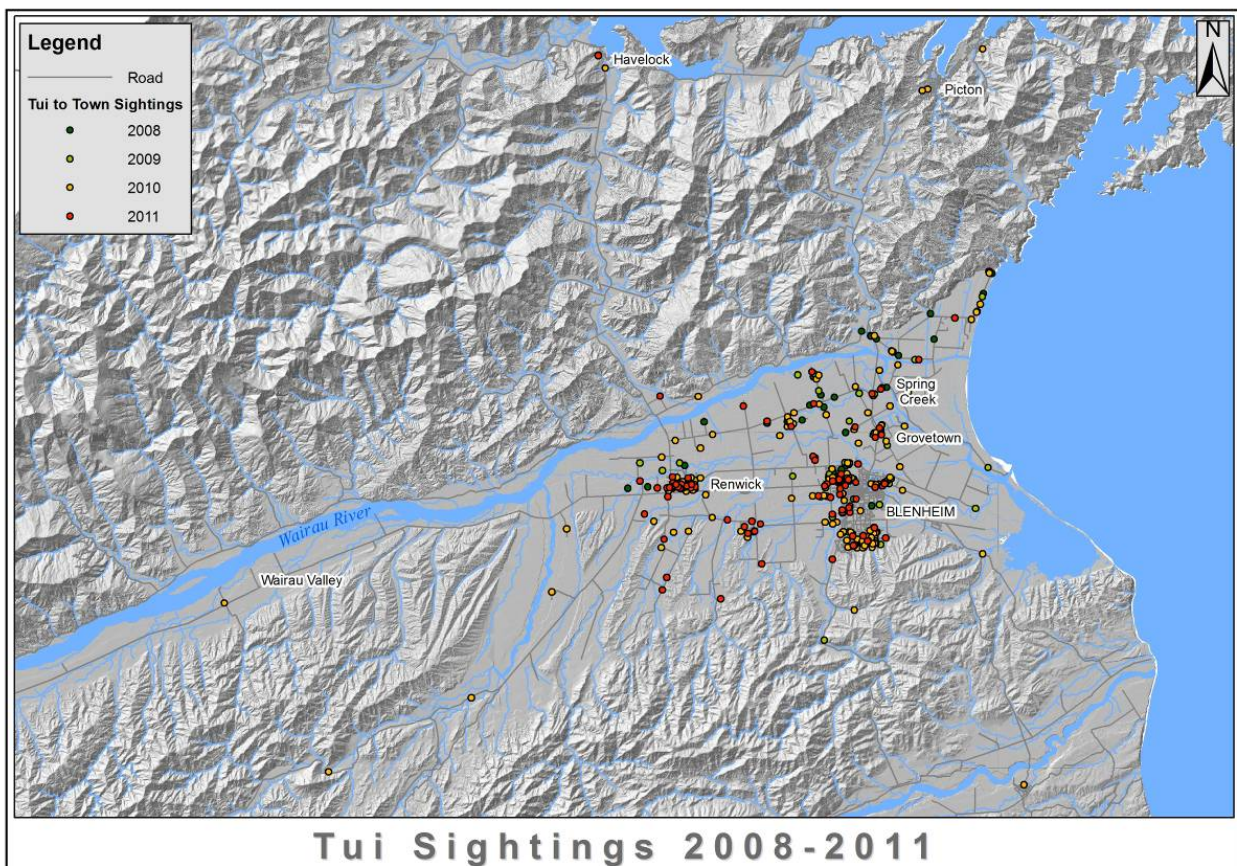 Legend
Road
Tui to Town Sightings
2008
2009
2010
2011
N
Havelock
Picton
Spring
Creek
Grovetown
Renwick
BLENHEIM
Wairau River
Wairau Valley
Tui Sightings 2008-2011